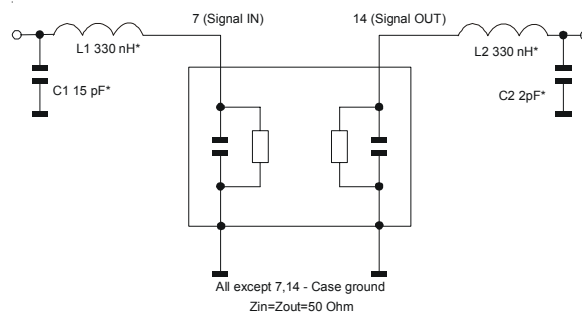 7 (Signal IN)
14 (Signal OUT)
L1 330 nH*
L2 330 nH*
C1 15 pF*
C2 2pF*
All except 7,14 - Case ground
Zin=Zout=50 Ohm